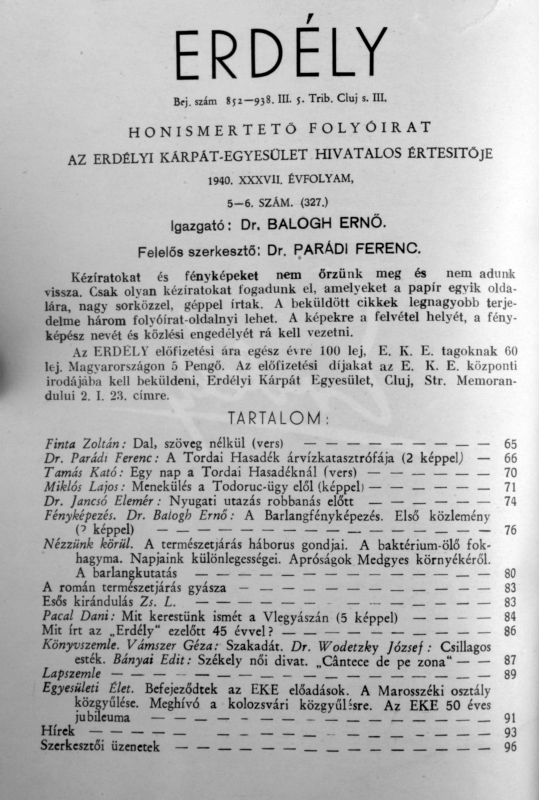 ERDÉLY
Bej. szám 852—938. III. 5. Trib. Cluj s. III.
HONISMERTETŐ FOLYÓIRAT
AZ ERDÉLYI KÁRPÁT-EGYESÜLET HIVATALOS ÉRTESITŐJE
1940. XXXVII. ÉVFOLYAM,
5—6. SZÁM. (327.)
Igazgató: Dr. BALOGH ERNŐ.
Felelős szerkesztő: Dr. PARÁDI FERENC.
Kéziratokat és fényképeket nem őrzünk meg és nem adunk
vissza. Csak olyan kéziratokat fogadunk el, amelyeket a papír egyik olda-
lára, nagy sorközzel, géppel írtak. A beküldött cikkek legnagyobb terje-
delme három folyóirat-oldalnyi lehet. A képekre a felvétel helyét, a fény-
képész nevét és közlési engedélyét rá kell vezetni.
Az ERDÉLY előfizetési ára egész évre 100 lej, E. K. E. tagoknak 60
lej. Magyarországon 5 Pengő. Az előfizetési díjakat az E. K. E. központi
irodájába kell beküldeni, Erdélyi Kárpát Egyesület, Cluj, Str. Memoran-
dului 2. I. 23. címre.
TARTALOM:
Finta Zoltán: Dal, szöveg nélkül (vers) — — — — — — — — 65
Dr. Parádi Ferenc: A Tordai Hasadék árvízkatasztrófája (2 képpel) — 66
Tamás Kató: Egy nap a Tordai Hasadéknál (vers) — — — — — — 70
Miklós Lajos: Menekülés a Todoruc-ügy elől (képpel) — — — — — 71
Dr. Jancsó Elemér: Nyugati utazás robbanás előtt — — — — — — 74
Fényképezés. Dr. Balogh Ernő: A Barlangfényképezés. Első közlemény
(? képpel) — — — — — — — — — — — — — 76
Nézzünk körül. A természetjárás háborus gondjai. A baktérium-ölő fok-
hagyma. Napjaink különlegességei. Apróságok Medgyes környékéről.
A barlangkutatás — — — — — — — — — — — — 80
A román természetjárás gyásza — — — — — — — — — — 83
Esős kirándulás Zs. L. — — — — — — — — — — — — 83
Pacal Dani: Mit kerestünk ismét a Vlegyászán (5 képpel) — — — — 84
Mit írt az „Erdély" ezelőtt 45 évvel? — — — — — — — — — 86
Könyvszemle. Vámszer Géza: Szakadát. Dr. Wodetzky József: Csillagos
esték. Bányai Edit: Székely női divat. „Cântece de pe zona" — — 87
Lapszemle — — — — — — — — — — — — — — — 89
Egyesületi Élet. Befejeződtek az EKE előadások. A Marosszéki osztály
közgyűlése. Meghívó a kolozsvári közgyűlésre. Az EKE 50 éves
jubileuma — — — — — — — — — — — — — — 91
Hírek — — — — — — — — — — — — — — — — 93
Szerkesztői üzenetek — — — — — — — — — — — — 96